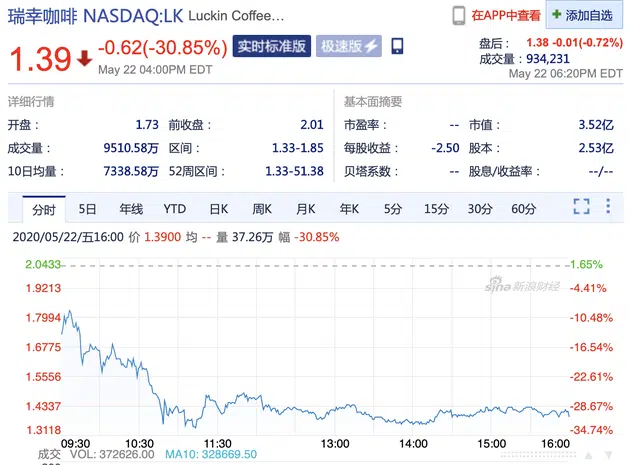 瑞幸咖啡 NASDAQ:LK Luckin Coffee…
在APP中查看 + 添加自选
1.39 -0.62(-30.85%) 实时标准版 极速版
May 22 04:00PM EDT
盘后: 1.38 -0.01(-0.72%)
成交量: 934,231
May 22 06:20PM EDT
详细行情 基本面摘要
开盘: 1.73 前收盘: 2.01 市盈率: -- 市值: 3.52亿
成交量: 9510.58万 区间: 1.33-1.85 每股收益: -2.50 股本: 2.53亿
10日均量: 7338.58万 52周区间: 1.33-51.38 贝塔系数: -- 股息/收益率: --/--
分时 5日 年线 YTD 日K 周K 月K 年K 5分 15分 30分 60分
2020/05/22/五16:00 价 1.3900 均 -- 量 37.26万 幅 -30.85%
2.0433 1.65%
sina 新浪财经
1.9213 -4.41%
1.7994 -10.48%
1.6775 -16.54%
1.5556 -22.61%
1.4337 -28.67%
1.3118 -34.74%
09:30 10:30 11:30 13:00 14:00 15:00 16:00
成交 VOL: 372626.00 MA10: 328669.50